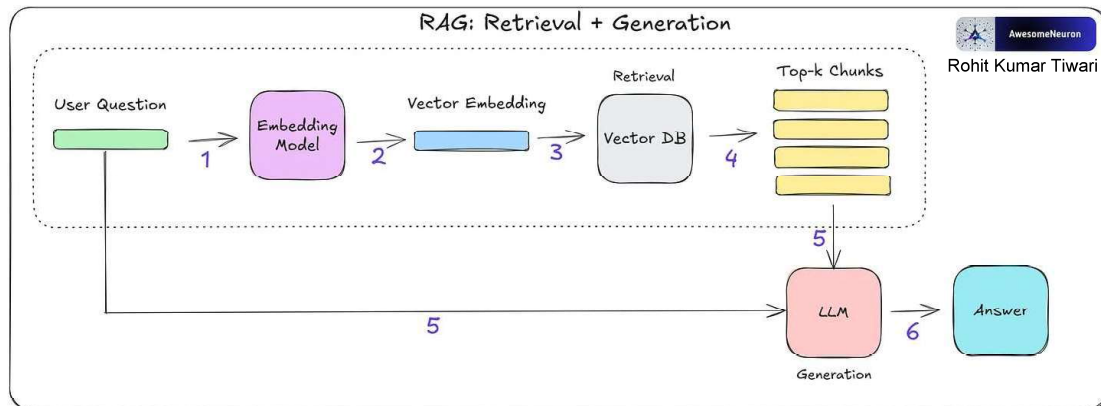 RAG: Retrieval + Generation
AwesomeNeuron
Rohit Kumar Tiwari
User Question
Embedding
Model
Vector Embedding
Retrieval
Vector DB
Top-k Chunks
1
2
3
4
5
5
LLM
Generation
6
Answer